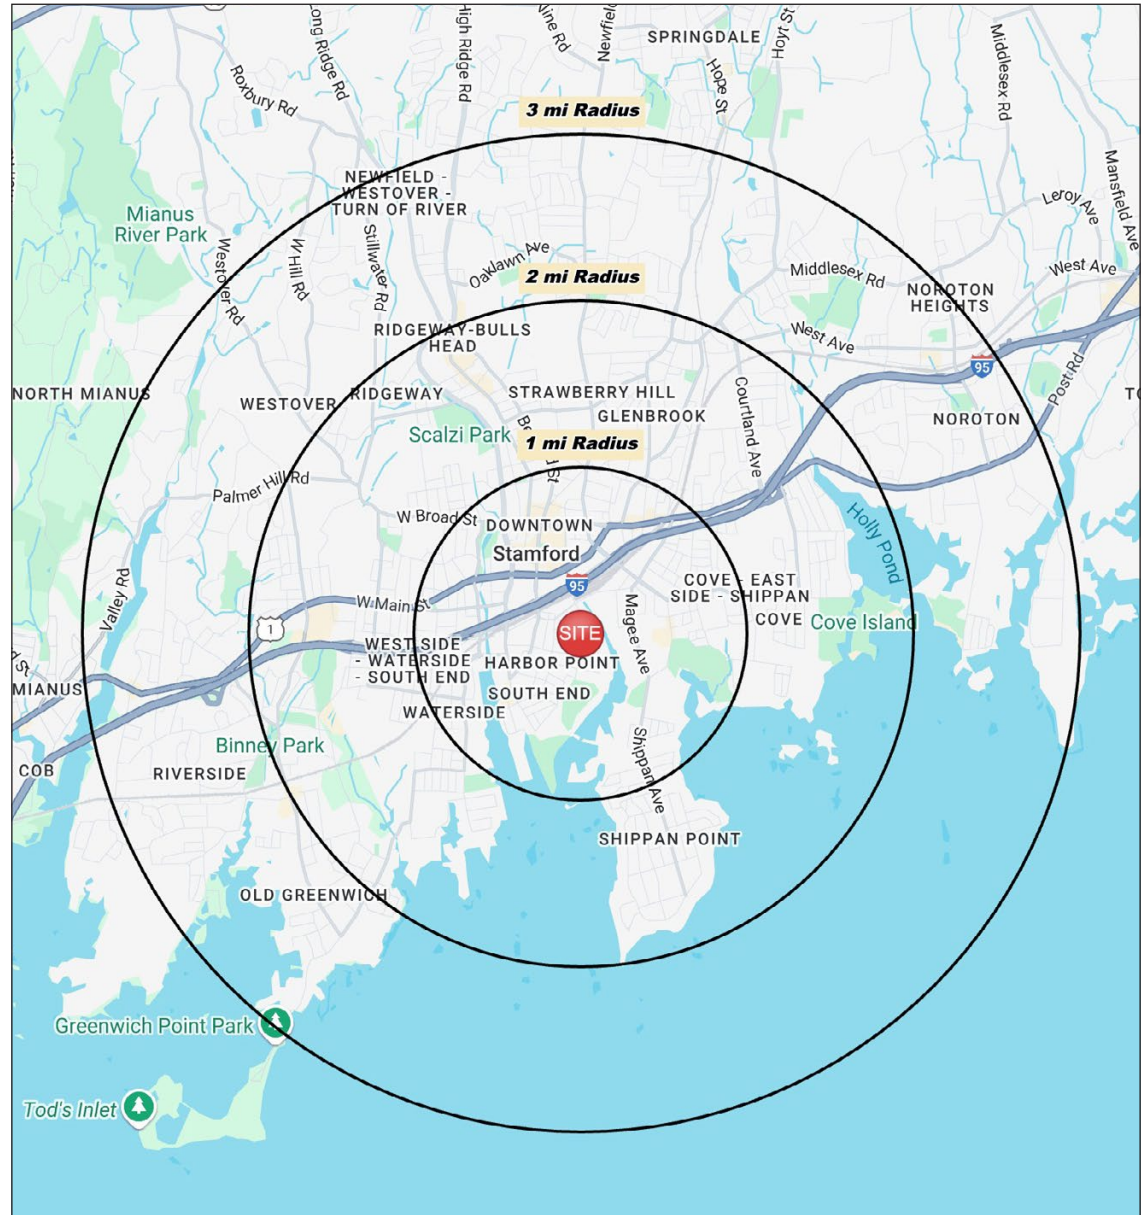 ong Ridge Rd
High Ridge Rd
Vine Rd
Newfiel
SPRINGDALE
Hoyt St
Hope St
Middlesex Rd
Roxbury Rd
3 mi Radius
Mansfield Ave
NEWFIELD -
WESTOVER -
TURN OF RIVER
Leroy Ave
Mianus
River Park
Westover Rd
W Hill Rd
Stillwater Rd
Oaklawn Ave
2 mi Radius
Middlesex Rd
West Ave
NOROTON
HEIGHTS
RIDGEWAY-BULLS
HEAD
West Ave
95
Post Rd
NORTH MIANUS
WESTOVER
RIDGEWAY
STRAWBERRY HILL
GLENBROOK
Courtland Ave
NOROTON
TO
Scalzi Park
Be
d St
1 mi Radius
Palmer Hill Rd
W Broad St
DOWNTOWN
Stamford
Holly Pond
95
Valley Rd
W Main St
Magee Ave
COVE - EAST
SIDE - SHIPPAN
COVE
Cove Island
1
SITE
d St
WEST SIDE
- WATERSIDE
- SOUTH END
HARBOR POINT
MIANUS
SOUTH END
WATERSIDE
Binney Park
Shippan Ave
COB
RIVERSIDE
SHIPPAN POINT
OLD GREENWICH
Greenwich Point Park
Tod's Inlet